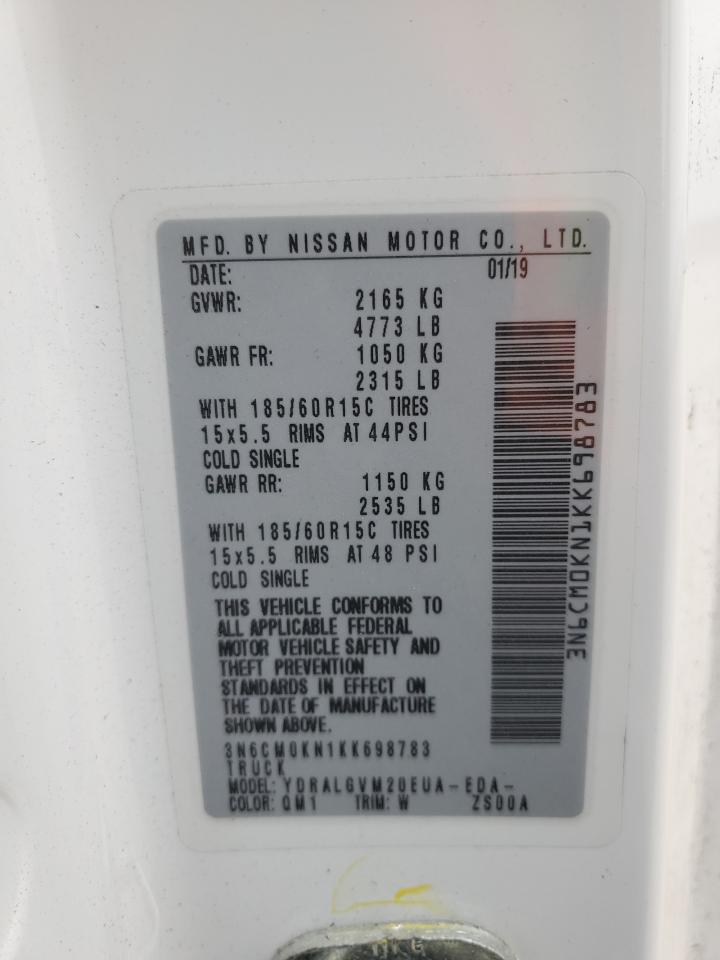 MFD. BY NISSAN MOTOR CO., LTD.
DATE: 01/19
GVWR: 2165 KG
4773 LB
GAWR FR: 1050 KG
2315 LB
WITH 185/60R15C TIRES
15x5.5 RIMS AT 44PSI
COLD SINGLE
GAWR RR: 1150 KG
2535 LB
WITH 185/60R15C TIRES
15x5.5 RIMS AT 48 PSI
COLD SINGLE
THIS VEHICLE CONFORMS TO
ALL APPLICABLE FEDERAL
MOTOR VEHICLE SAFETY AND
THEFT PREVENTION
STANDARDS IN EFFECT ON
THE DATE OF MANUFACTURE
SHOWN ABOVE.
3N6CM0KN1KK698783
TRUCK
MODEL: YDRALGVM20EUA-EDA-
COLOR: QM1 TRIM: W ZS00A
3N6CM0KN1KK698783